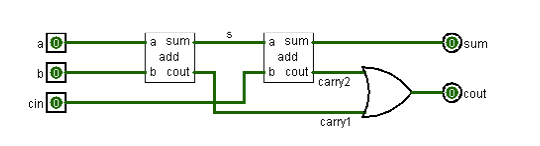 s
a 0 a sum a sum 0 sum
add add
b 0 b cout b cout
carry2
cin 0 0 cout
carry1